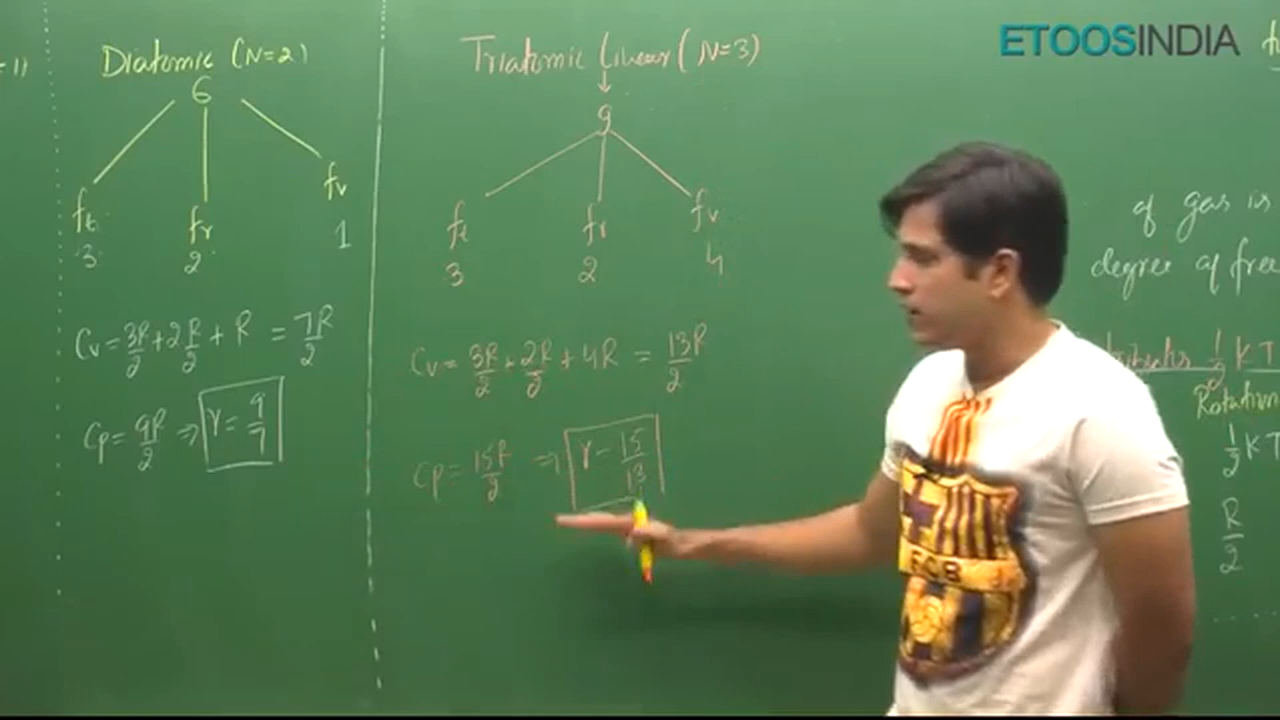 ETOOSINDIA
= 1)
Diatomic (N=2)
6
ft fr fv
3 2 1
Cv = 3R/2 + 2R/2 + R = 7R/2
Cp = 9R/2 ⇒ γ = 9/7
Triatomic Linear (N=3)
9
ft fr fv
3 2 4
Cv = 3R/2 + 2R/2 + 4R = 13R/2
Cp = 15R/2 ⇒ γ = 15/13
of gas is
degree of free
1/2 KT
Rotation
1/2 KT
R/2
FCB